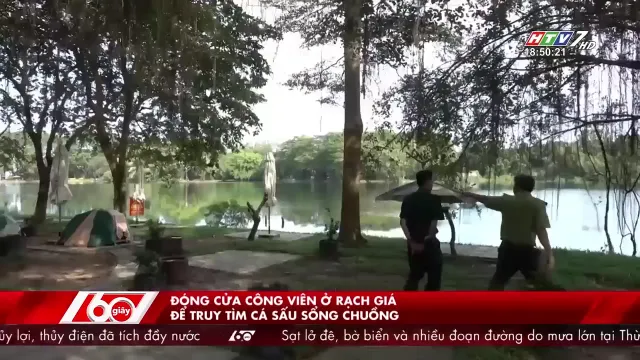 HTV7 HD
18:50:21
60 giây
ĐỘNG CỬA CÔNG VIÊN Ở RẠCH GIÁ
ĐỂ TRUY TÌM CÁ SẤU SỔNG CHUỒNG
ủy lợi, thủy điện đã tích đầy nước
Sạt lở đê, bờ biển và nhiều đoạn đường do mưa lớn tại Th